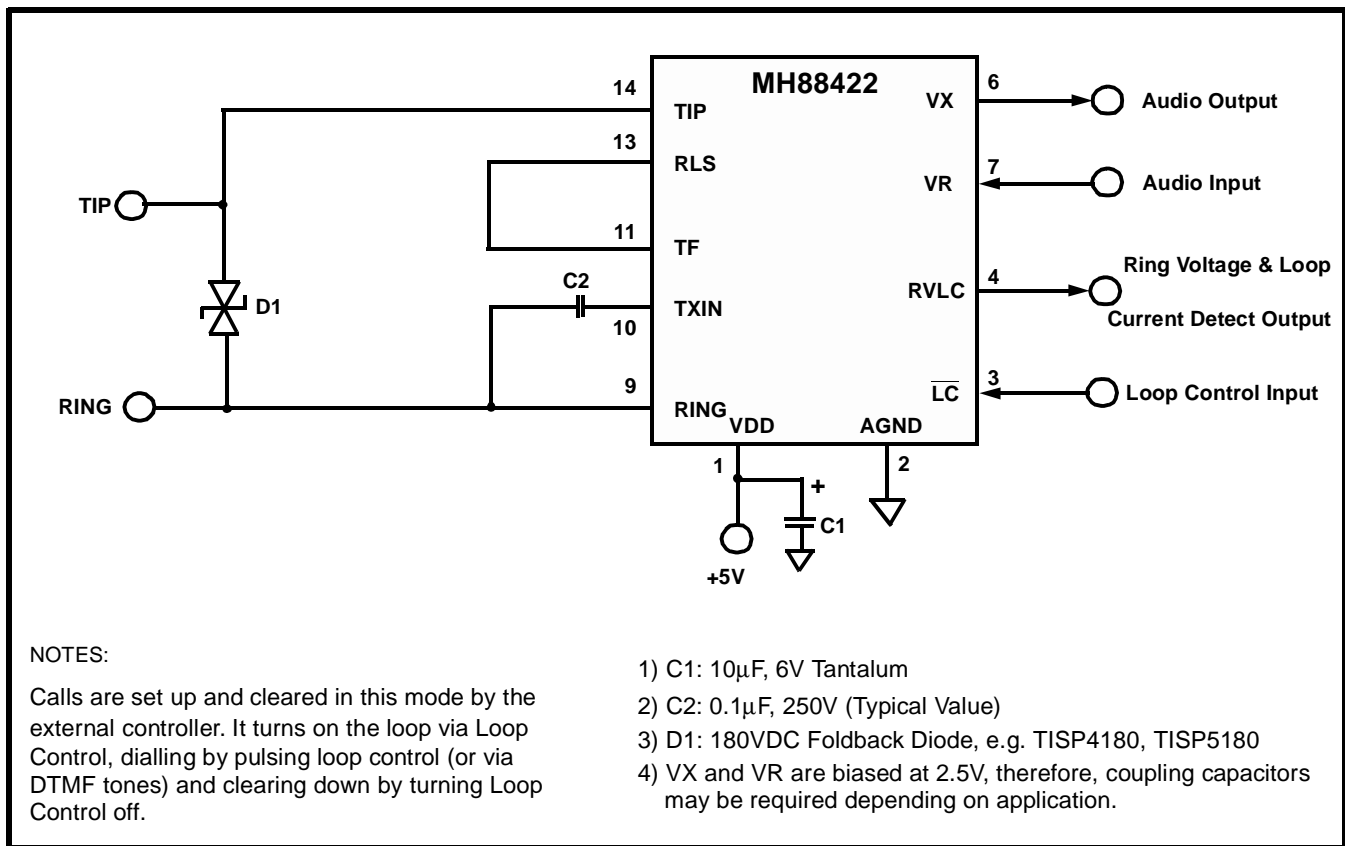 MH88422
14
TIP
6
VX
Audio Output
13
RLS
7
VR
Audio Input
TIP
11
TF
C2
4
RVLC
Ring Voltage & Loop
Current Detect Output
D1
TXIN
10
3
LC
Loop Control Input
RING
9
RING
VDD
AGND
1
2
+
C1
+5V
NOTES:
Calls are set up and cleared in this mode by the
external controller. It turns on the loop via Loop
Control, dialling by pulsing loop control (or via
DTMF tones) and clearing down by turning Loop
Control off.
1) C1: 10μF, 6V Tantalum
2) C2: 0.1μF, 250V (Typical Value)
3) D1: 180VDC Foldback Diode, e.g. TISP4180, TISP5180
4) VX and VR are biased at 2.5V, therefore, coupling capacitors
may be required depending on application.